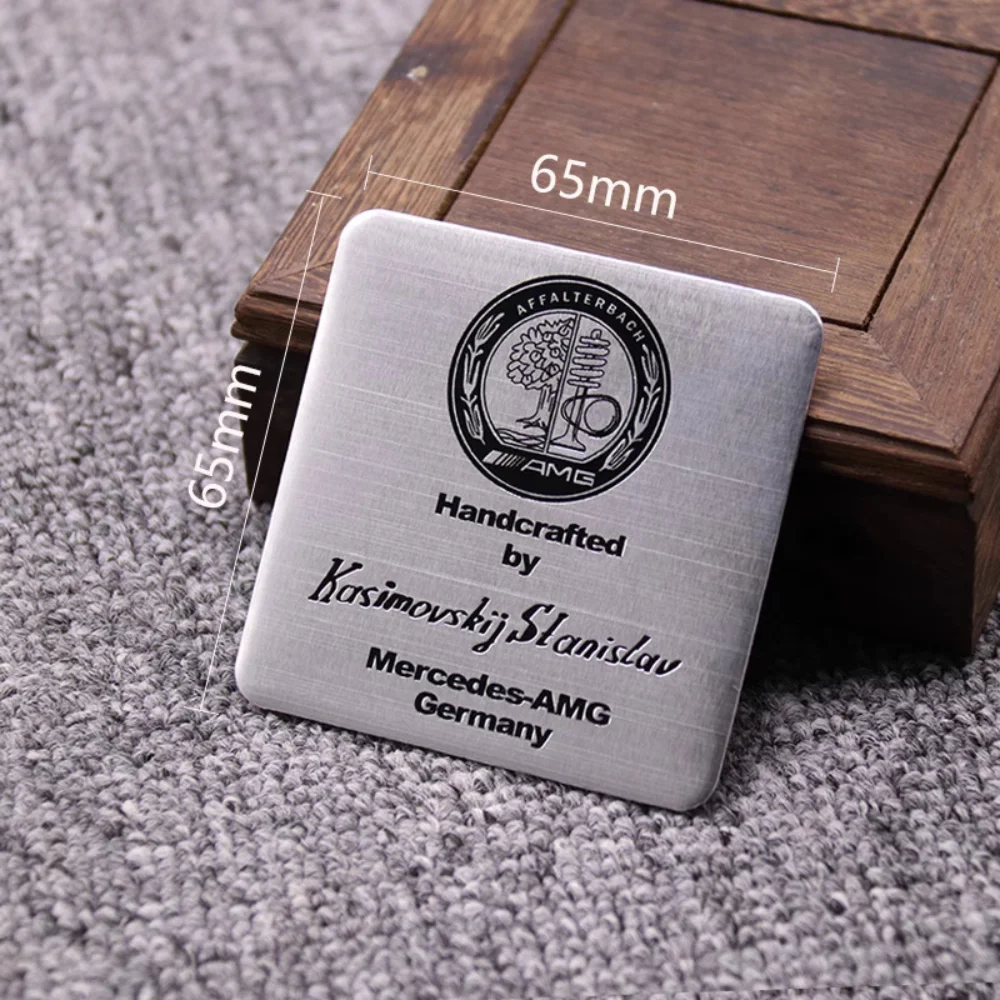 65mm
65mm
AFFALTERBACH
AMG
Handcrafted
by
Kasimovskij Stanislav
Mercedes-AMG
Germany